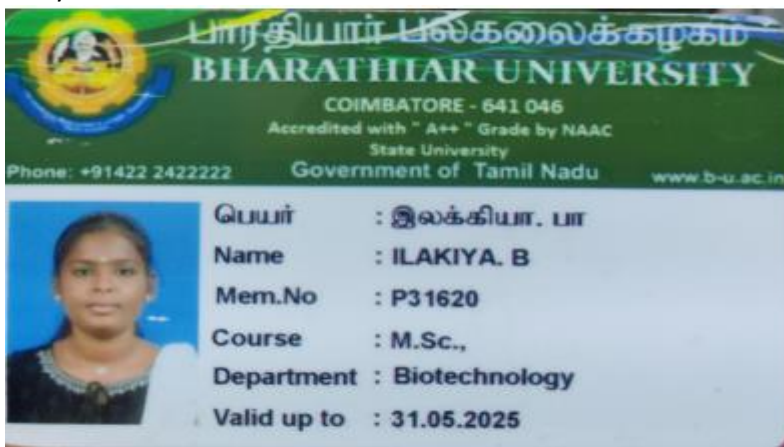 பாரதியார் பல்கலைக்கழகம்
BHARATHIAR UNIVERSITY
COIMBATORE - 641 046
Accredited with " A++ " Grade by NAAC
State University
Phone: +91422 2422222 Government of Tamil Nadu www.b-u.ac.in
பெயர் : இலக்கியா. பா
Name : ILAKIYA. B
Mem.No : P31620
Course : M.Sc.,
Department : Biotechnology
Valid up to : 31.05.2025